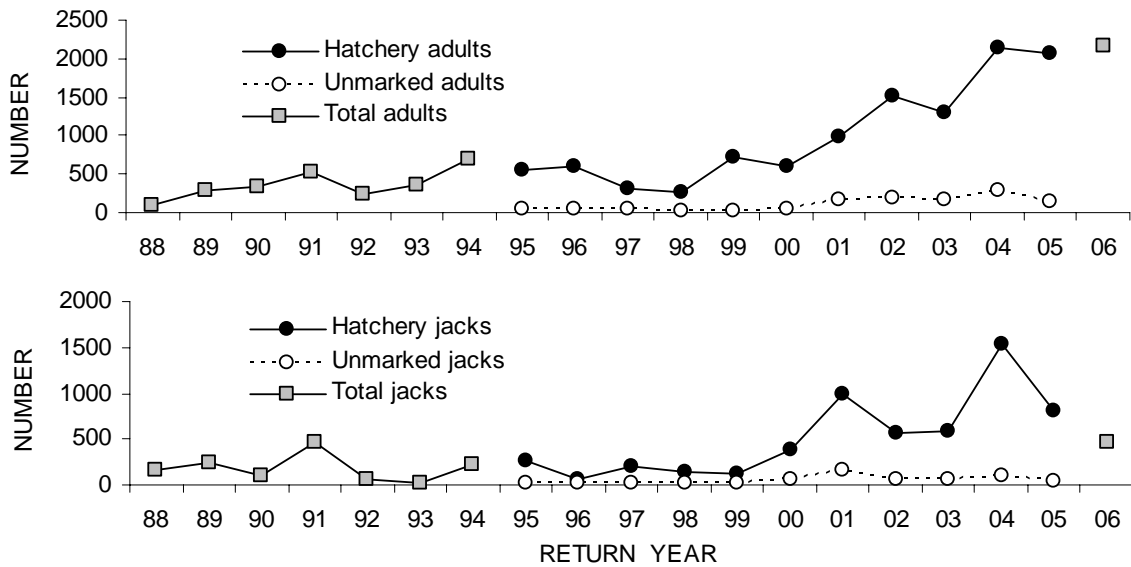 2500
2000
1500
1000
500
0
NUMBER
Hatchery adults
Unmarked adults
Total adults
88 89 90 91 92 93 94 95 96 97 98 99 00 01 02 03 04 05 06
2000
1500
1000
500
0
NUMBER
Hatchery jacks
Unmarked jacks
Total jacks
88 89 90 91 92 93 94 95 96 97 98 99 00 01 02 03 04 05 06
RETURN YEAR